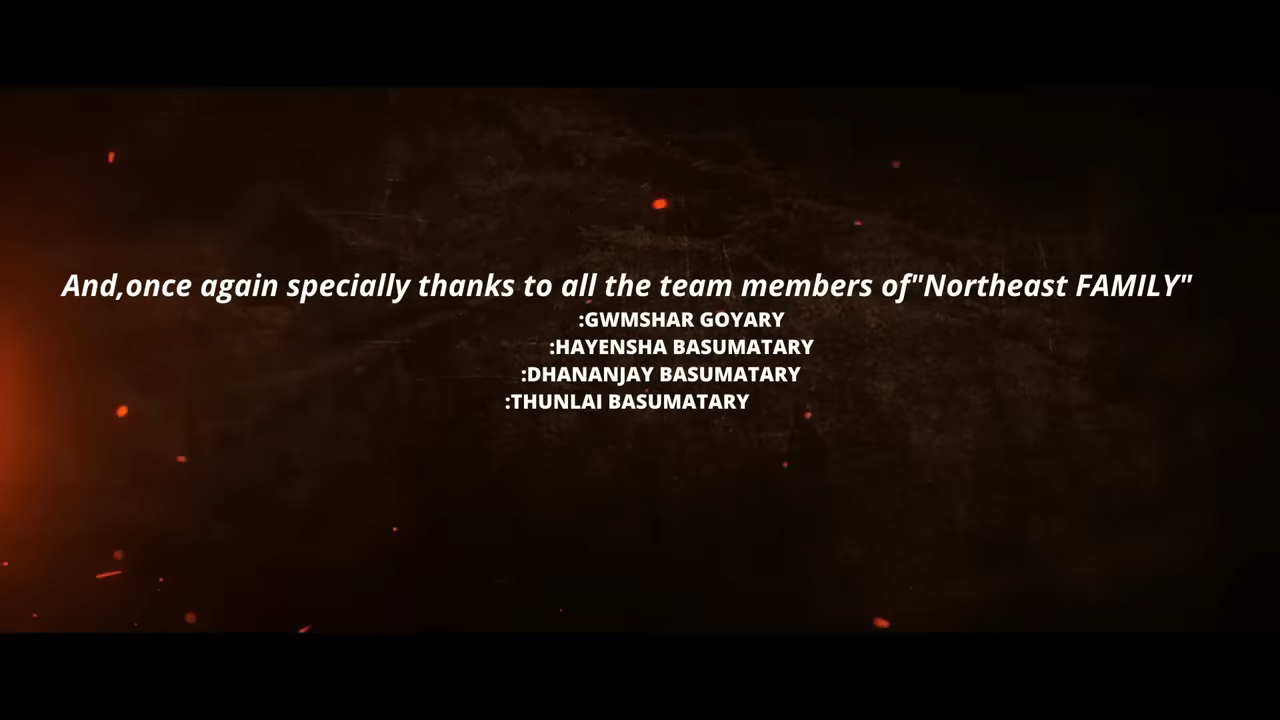 And,once again specially thanks to all the team members of"Northeast FAMILY"
:GWMSHAR GOYARY
:HAYENSHA BASUMATARY
:DHANANJAY BASUMATARY
:THUNLAI BASUMATARY